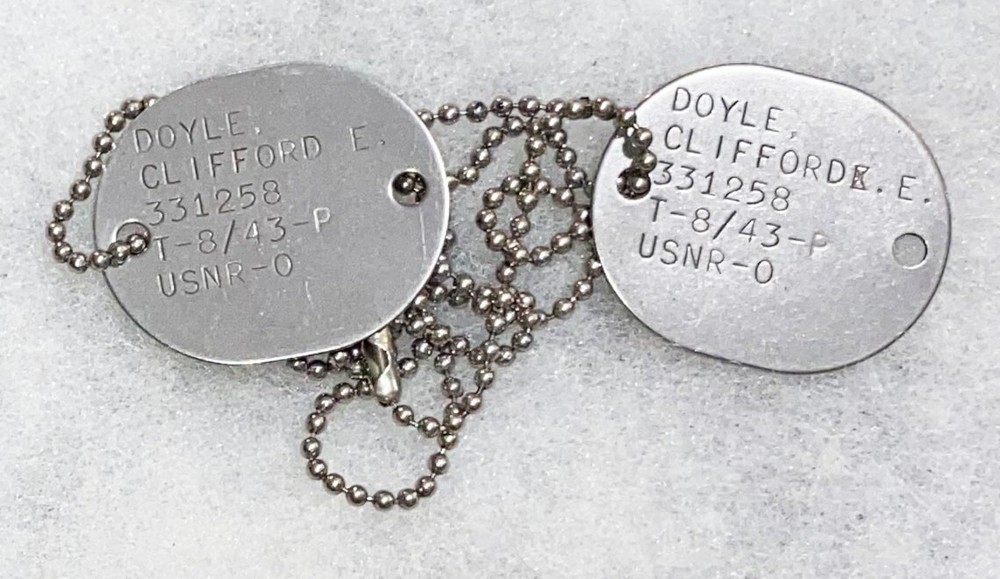 DOYLE,
CLIFFORD E.
331258
T-8/43-P
USNR-O
DOYLE,
CLIFFORD E.
331258
T-8/43-P
USNR-O